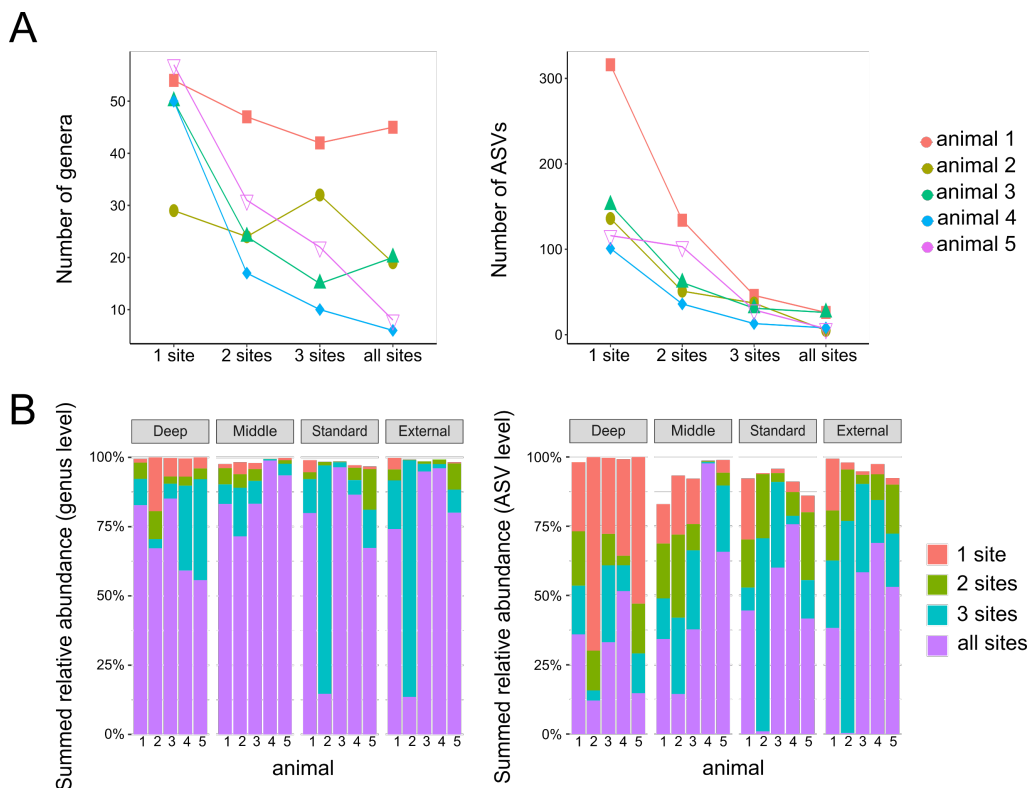 A
Number of genera
50
40
30
20
10
1 site 2 sites 3 sites all sites
Number of ASVs
300
200
100
0
1 site 2 sites 3 sites all sites
animal 1
animal 2
animal 3
animal 4
animal 5
B
Summed relative abundance (genus level)
Deep Middle Standard External
100%
75%
50%
25%
0%
1 2 3 4 5 1 2 3 4 5 1 2 3 4 5 1 2 3 4 5
animal
Summed relative abundance (ASV level)
Deep Middle Standard External
100%
75%
50%
25%
0%
1 2 3 4 5 1 2 3 4 5 1 2 3 4 5 1 2 3 4 5
animal
1 site
2 sites
3 sites
all sites